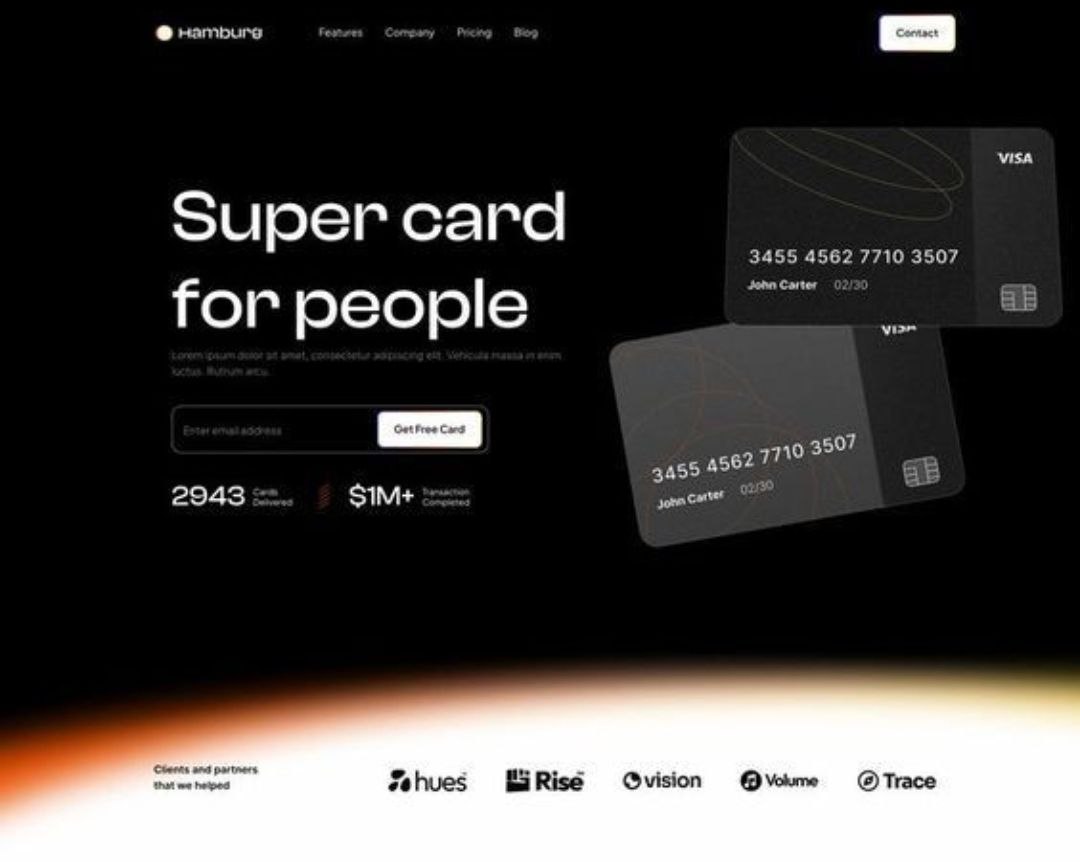 Hamburg
Features Company Pricing Blog
Contact
Super card
for people
Lorem ipsum dolor sit amet, consectetur adipiscing elit. Vehicula massa in enim
luctus. Rutrum arcu.
Enter email address
Get Free Card
2943 Cards
Delivered
$1M+ Transaction
Completed
VISA
3455 4562 7710 3507
John Carter 02/30
VISA
3455 4562 7710 3507
John Carter 02/30
Clients and partners
that we helped
hues
Rise
vision
Volume
Trace